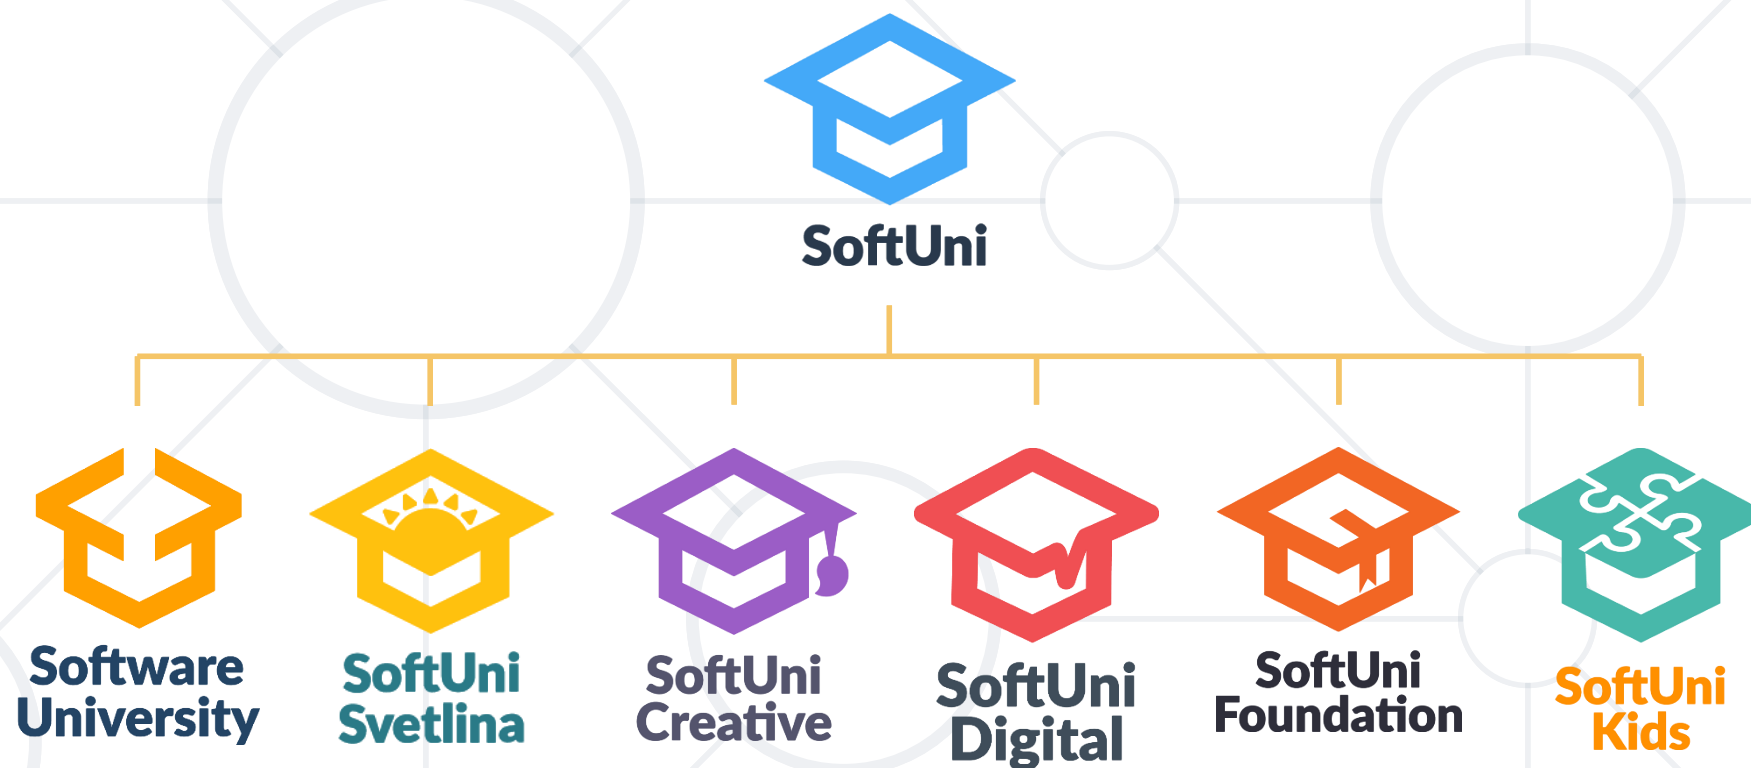 SoftUni
Software
University
SoftUni
Svetlina
SoftUni
Creative
SoftUni
Digital
SoftUni
Foundation
SoftUni
Kids